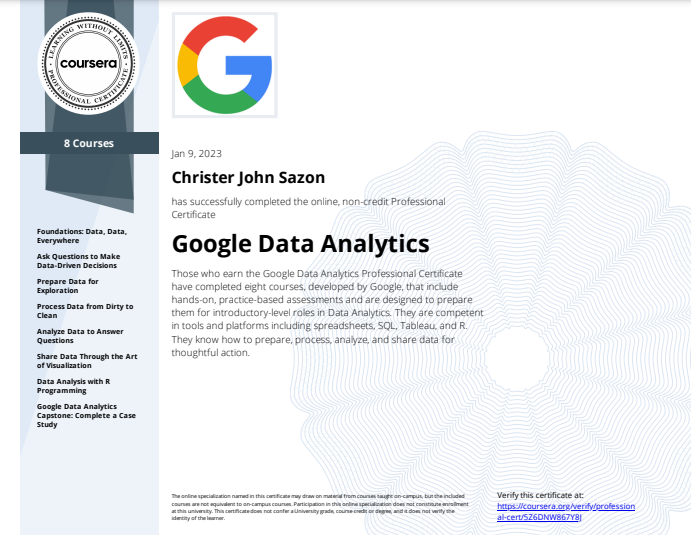 LEARNING WITHOUT LIMITS
coursera
PROFESSIONAL CERTIFICATE
8 Courses
Foundations: Data, Data,
Everywhere
Ask Questions to Make
Data-Driven Decisions
Prepare Data for
Exploration
Process Data from Dirty to
Clean
Analyze Data to Answer
Questions
Share Data Through the Art
of Visualization
Data Analysis with R
Programming
Google Data Analytics
Capstone: Complete a Case
Study
G
Jan 9, 2023
Christer John Sazon
has successfully completed the online, non-credit Professional
Certificate
Google Data Analytics
Those who earn the Google Data Analytics Professional Certificate
have completed eight courses, developed by Google, that include
hands-on, practice-based assessments and are designed to prepare
them for introductory-level roles in Data Analytics. They are competent
in tools and platforms including spreadsheets, SQL, Tableau, and R.
They know how to prepare, process, analyze, and share data for
thoughtful action.
The online specialization named in this certificate may draw on material from courses taught on-campus, but the included
courses are not equivalent to on-campus courses. Participation in this online specialization does not constitute enrollment
at this university. This certificate does not confer a University grade, course credit or degree, and it does not verify the
identity of the learner.
Verify this certificate at:
https://coursera.org/verify/profession
al-cert/5Z6DNW867Y8J